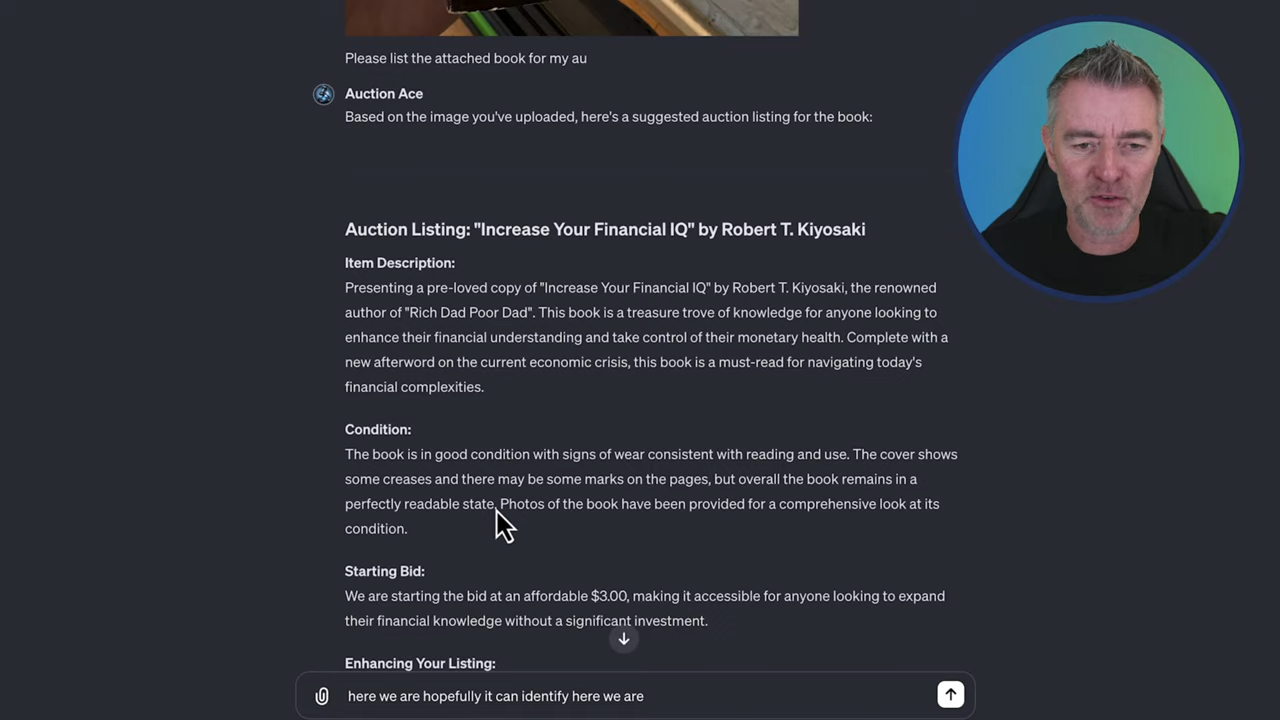 Please list the attached book for my au
Auction Ace
Based on the image you've uploaded, here's a suggested auction listing for the book:
Auction Listing: "Increase Your Financial IQ" by Robert T. Kiyosaki
Item Description:
Presenting a pre-loved copy of "Increase Your Financial IQ" by Robert T. Kiyosaki, the renowned
author of "Rich Dad Poor Dad". This book is a treasure trove of knowledge for anyone looking to
enhance their financial understanding and take control of their monetary health. Complete with a
new afterword on the current economic crisis, this book is a must-read for navigating today's
financial complexities.
Condition:
The book is in good condition with signs of wear consistent with reading and use. The cover shows
some creases and there may be some marks on the pages, but overall the book remains in a
perfectly readable state. Photos of the book have been provided for a comprehensive look at its
condition.
Starting Bid:
We are starting the bid at an affordable $3.00, making it accessible for anyone looking to expand
their financial knowledge without a significant investment.
Enhancing Your Listing:
here we are hopefully it can identify here we are